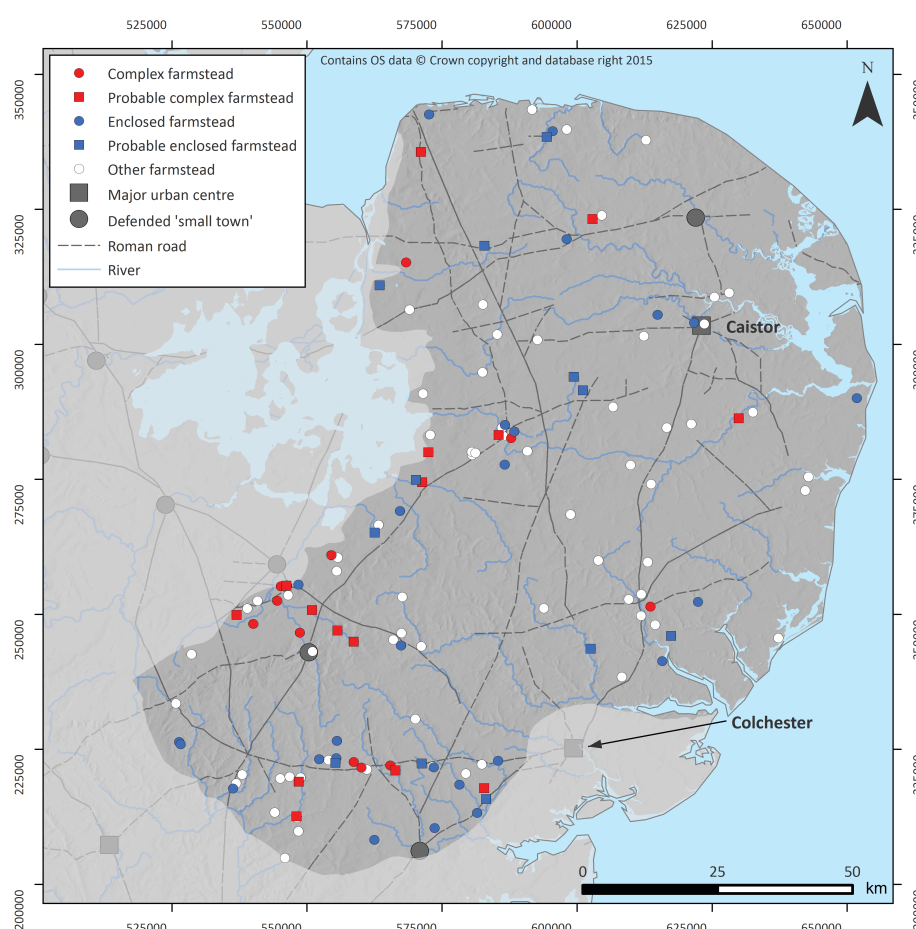 525000 550000 575000 600000 625000 650000
Contains OS data © Crown copyright and database right 2015
N
Complex farmstead
Probable complex farmstead
Enclosed farmstead
Probable enclosed farmstead
Other farmstead
Major urban centre
Defended 'small town'
Roman road
River
350000
325000
300000
275000
250000
225000
200000
Caistor
Colchester
0 25 50
km
525000 550000 575000 600000 625000 650000